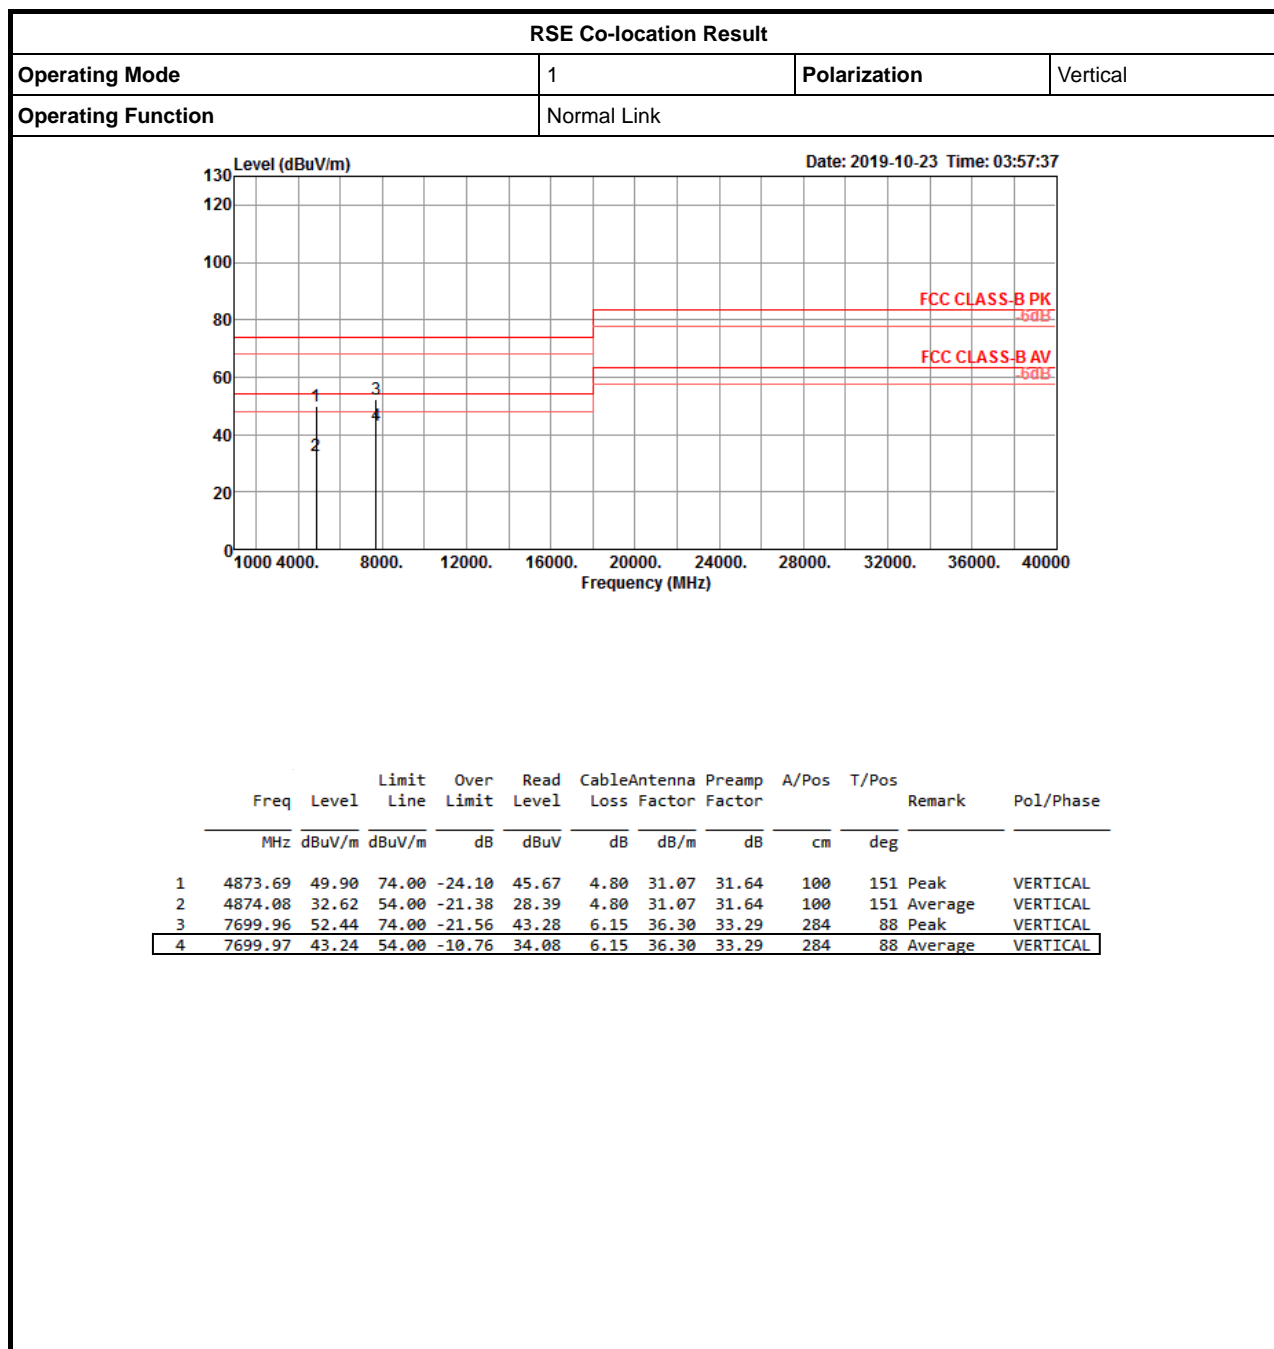 RSE Co-location Result
Operating Mode 1 Polarization Vertical
Operating Function Normal Link
Level (dBuV/m) Date: 2019-10-23 Time: 03:57:37
130
120
100
FCC CLASS-B PK
80 -6dB
FCC CLASS-B AV
60 -6dB
1 3
4
40
2
20
0
1000 4000. 8000. 12000. 16000. 20000. 24000. 28000. 32000. 36000. 40000
Frequency (MHz)
Limit Over Read Cable Antenna Preamp A/Pos T/Pos
Freq Level Line Limit Level Loss Factor Factor Remark Pol/Phase
MHz dBuV/m dBuV/m dB dBuV dB dB/m dB cm deg
1 4873.69 49.90 74.00 -24.10 45.67 4.80 31.07 31.64 100 151 Peak VERTICAL
2 4874.08 32.62 54.00 -21.38 28.39 4.80 31.07 31.64 100 151 Average VERTICAL
3 7699.96 52.44 74.00 -21.56 43.28 6.15 36.30 33.29 284 88 Peak VERTICAL
4 7699.97 43.24 54.00 -10.76 34.08 6.15 36.30 33.29 284 88 Average VERTICAL